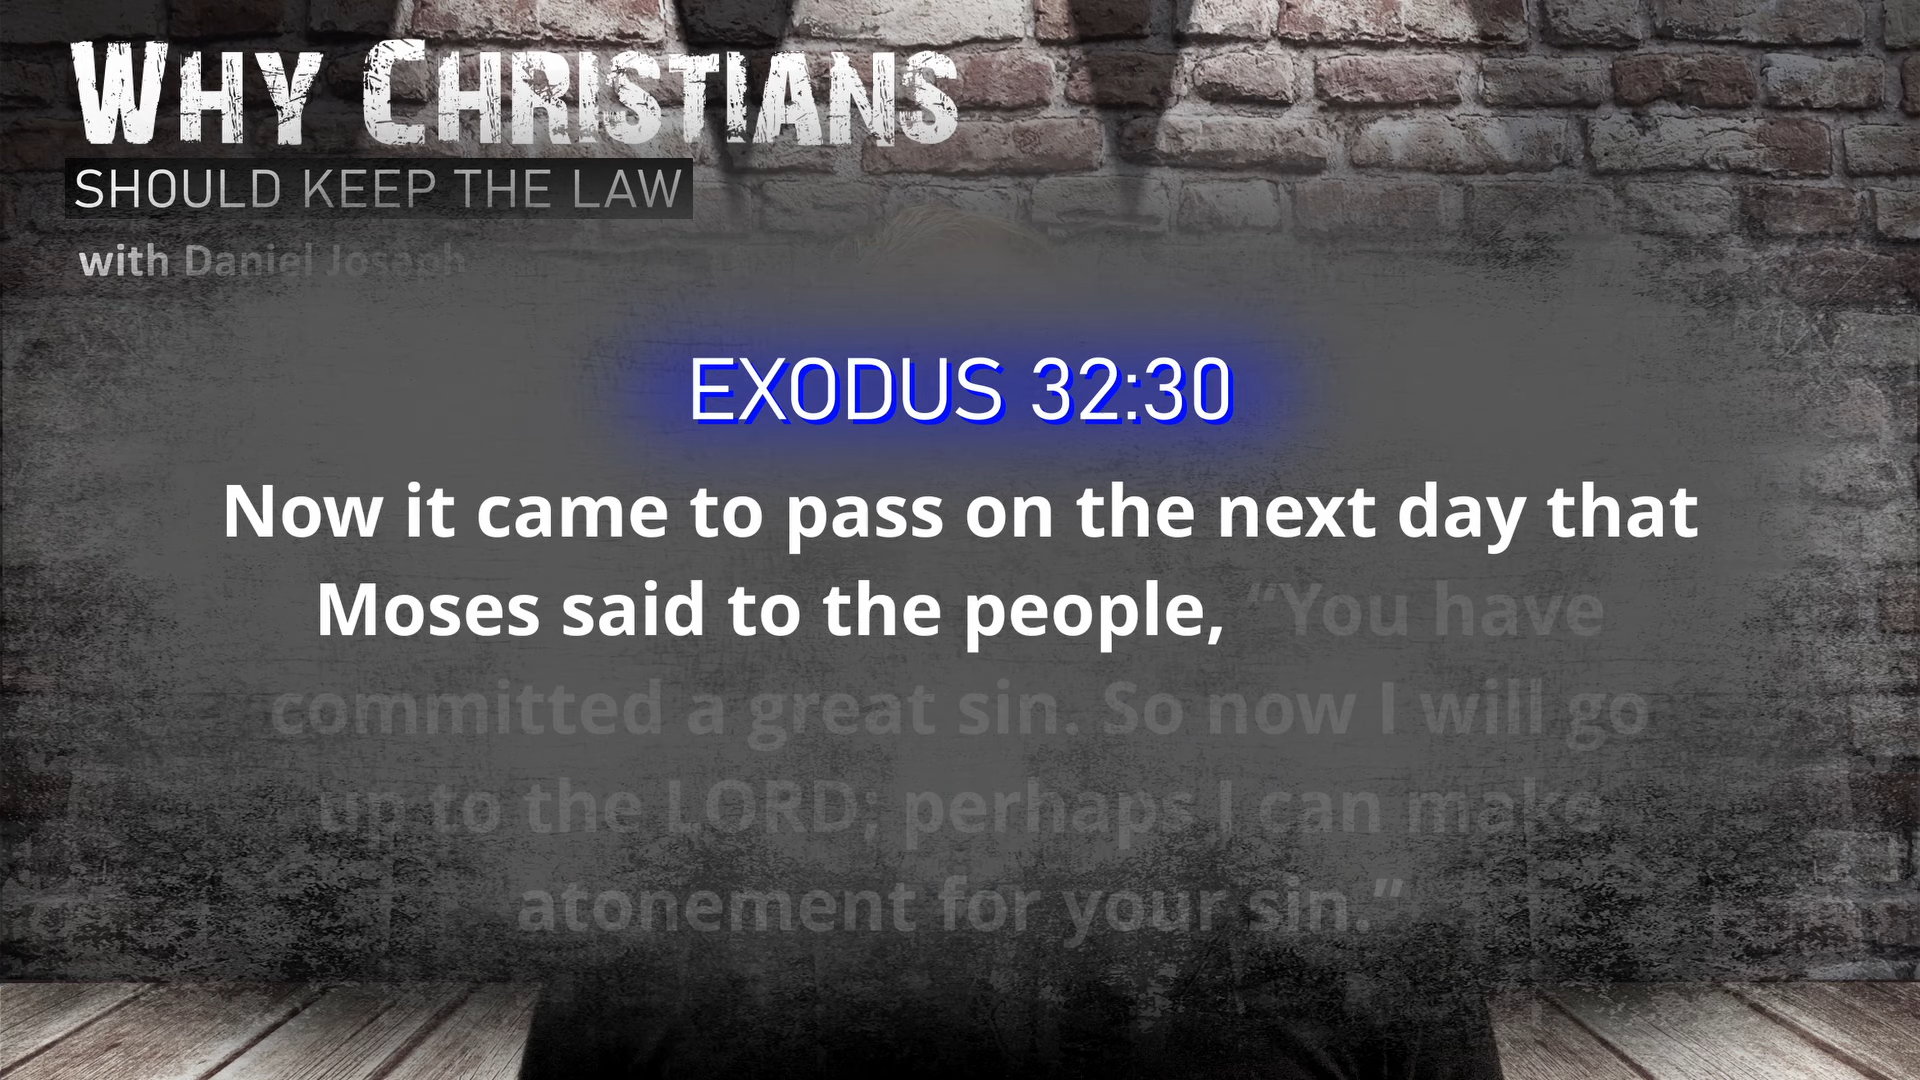 WHY CHRISTIANS
SHOULD KEEP THE LAW
with Daniel Joseph
EXODUS 32:30
Now it came to pass on the next day that
Moses said to the people, “You have
committed a great sin. So now I will go
up to the LORD; perhaps I can make
atonement for your sin.”